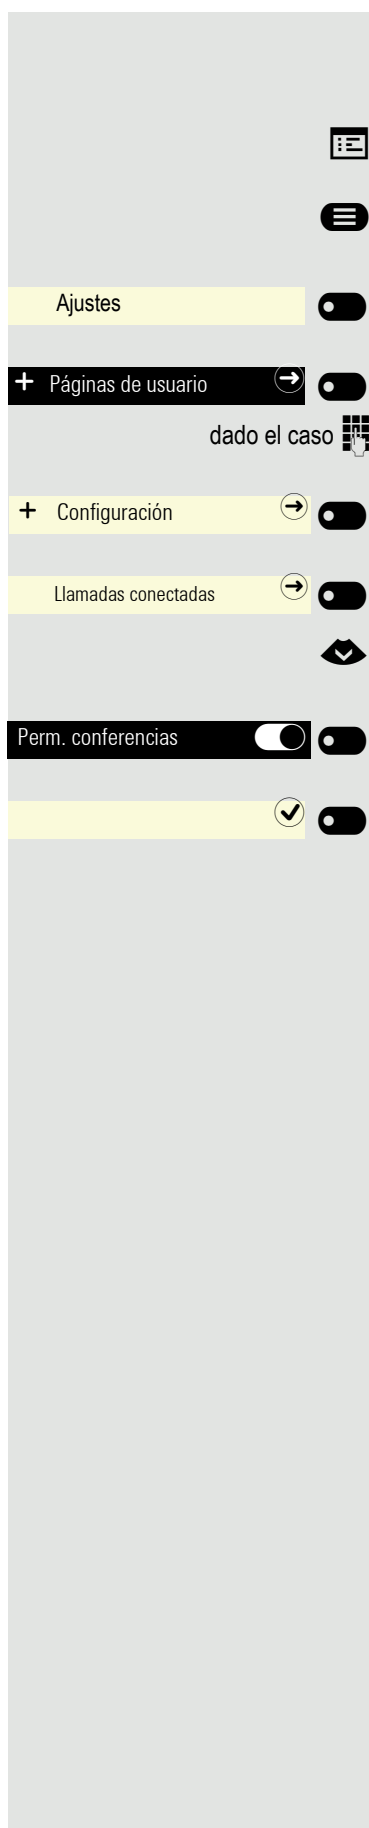 Ajustes
+ Páginas de usuario
dado el caso
+ Configuración
Llamadas conectadas
Perm. conferencias